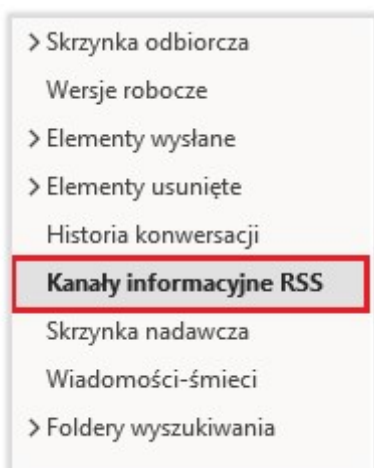 Skrzynka odbiorcza
Wersje robocze
Elementy wysłane
Elementy usunięte
Historia konwersacji
Kanały informacyjne RSS
Skrzynka nadawcza
Wiadomości-śmieci
Foldery wyszukiwania